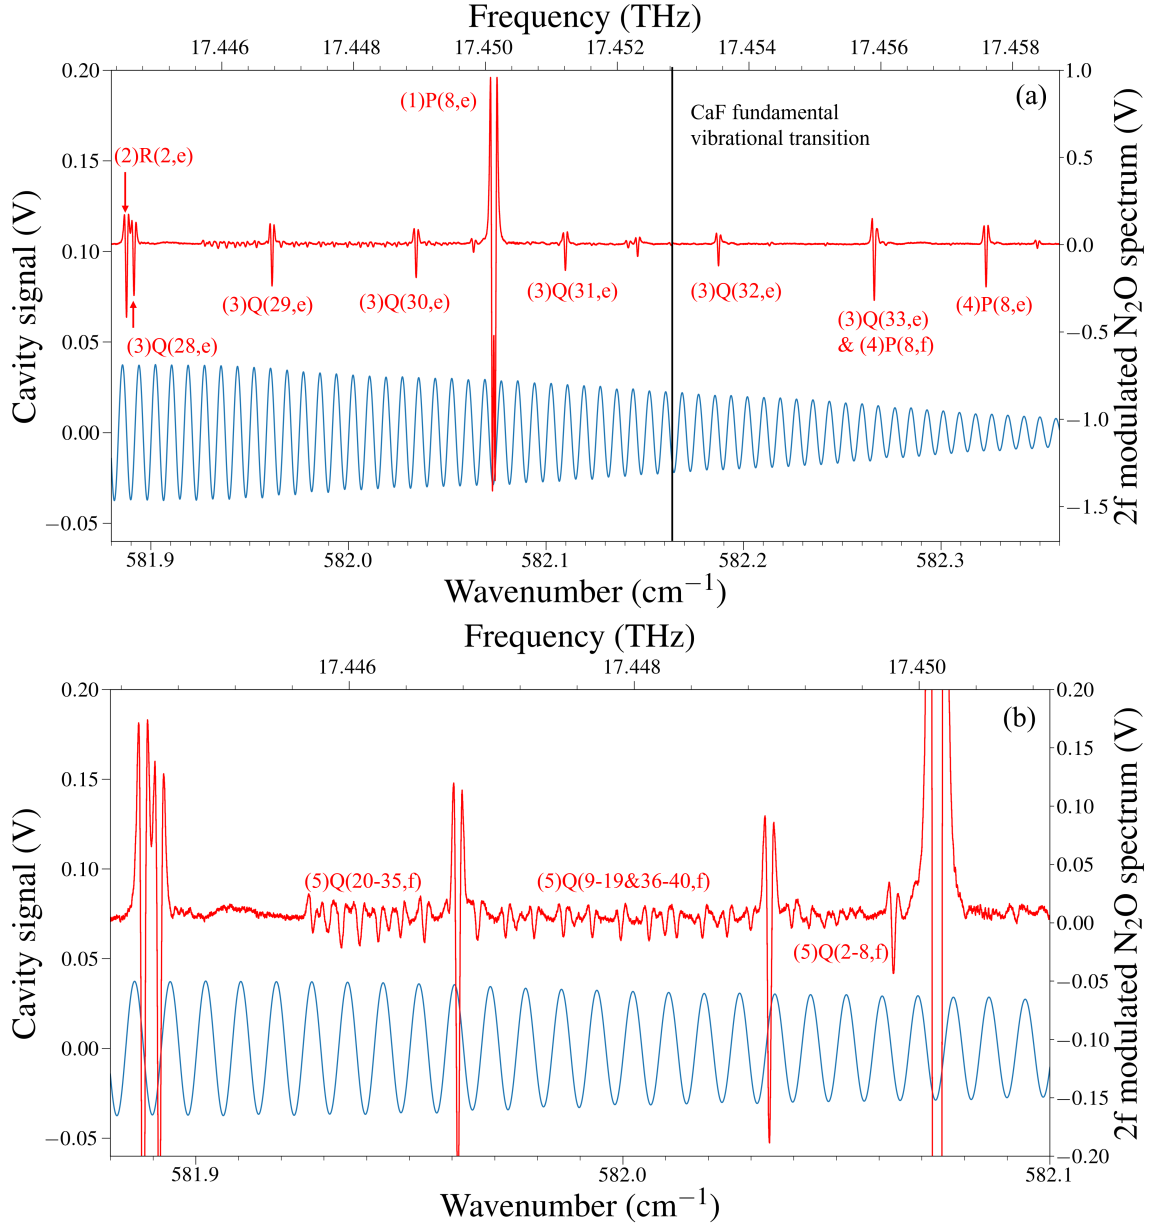 Frequency (THz)
17.446 17.448 17.450 17.452 17.454 17.456 17.458
0.20 1.0
(a)
(1)P(8,e)
CaF fundamental
vibrational transition
(2)R(2,e)
0.15 0.5
0.10 0.0
(3)Q(28,e)
(3)Q(29,e)
(3)Q(30,e)
(3)Q(31,e)
(3)Q(32,e)
(3)Q(33,e)
& (4)P(8,f)
(4)P(8,e)
0.05 −0.5
0.00 −1.0
−0.05 −1.5
Cavity signal (V)
2f modulated N2O spectrum (V)
581.9 582.0 582.1 582.2 582.3
Wavenumber (cm−1)
Frequency (THz)
17.446 17.448 17.450
(b)
0.20
0.15
0.10
0.05
0.00
−0.05
Cavity signal (V)
(5)Q(20-35,f)
(5)Q(9-19&36-40,f)
(5)Q(2-8,f)
0.20
0.15
0.10
0.05
0.00
−0.05
−0.10
−0.15
−0.20
2f modulated N2O spectrum (V)
581.9 582.0 582.1
Wavenumber (cm−1)